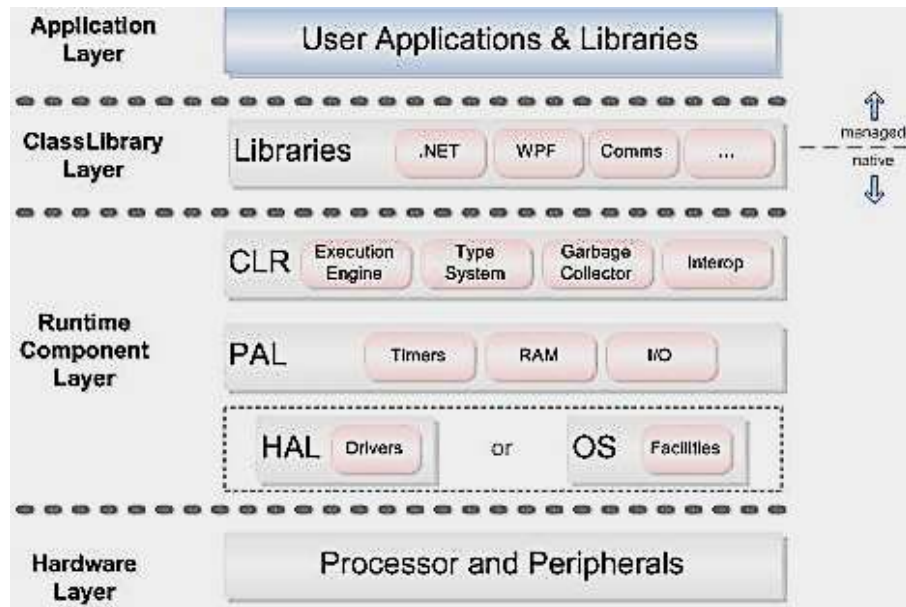 Application
Layer
User Applications & Libraries
managed
native
ClassLibrary
Layer
Libraries
.NET
WPF
Comms
...
Runtime
Component
Layer
CLR
Execution
Engine
Type
System
Garbage
Collector
Interop
PAL
Timers
RAM
I/O
HAL
Drivers
or
OS
Facilities
Hardware
Layer
Processor and Peripherals